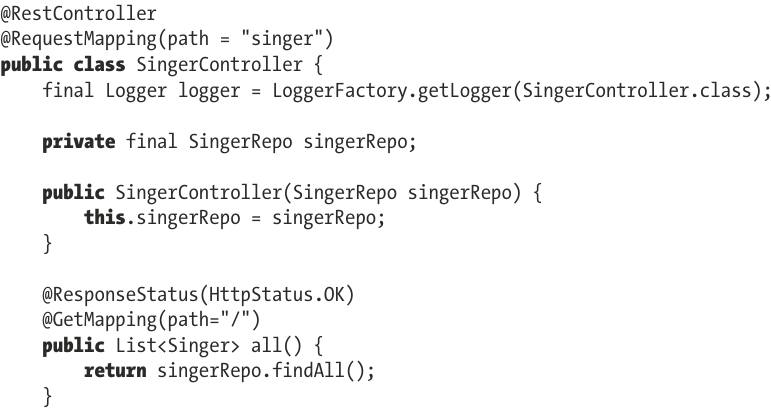 @RestController
@RequestMapping(path = "singer")
public class SingerController {
    final Logger logger = LoggerFactory.getLogger(SingerController.class);

    private final SingerRepo singerRepo;

    public SingerController(SingerRepo singerRepo) {
        this.singerRepo = singerRepo;
    }

    @ResponseStatus(HttpStatus.OK)
    @GetMapping(path="/")
    public List<Singer> all() {
        return singerRepo.findAll();
    }